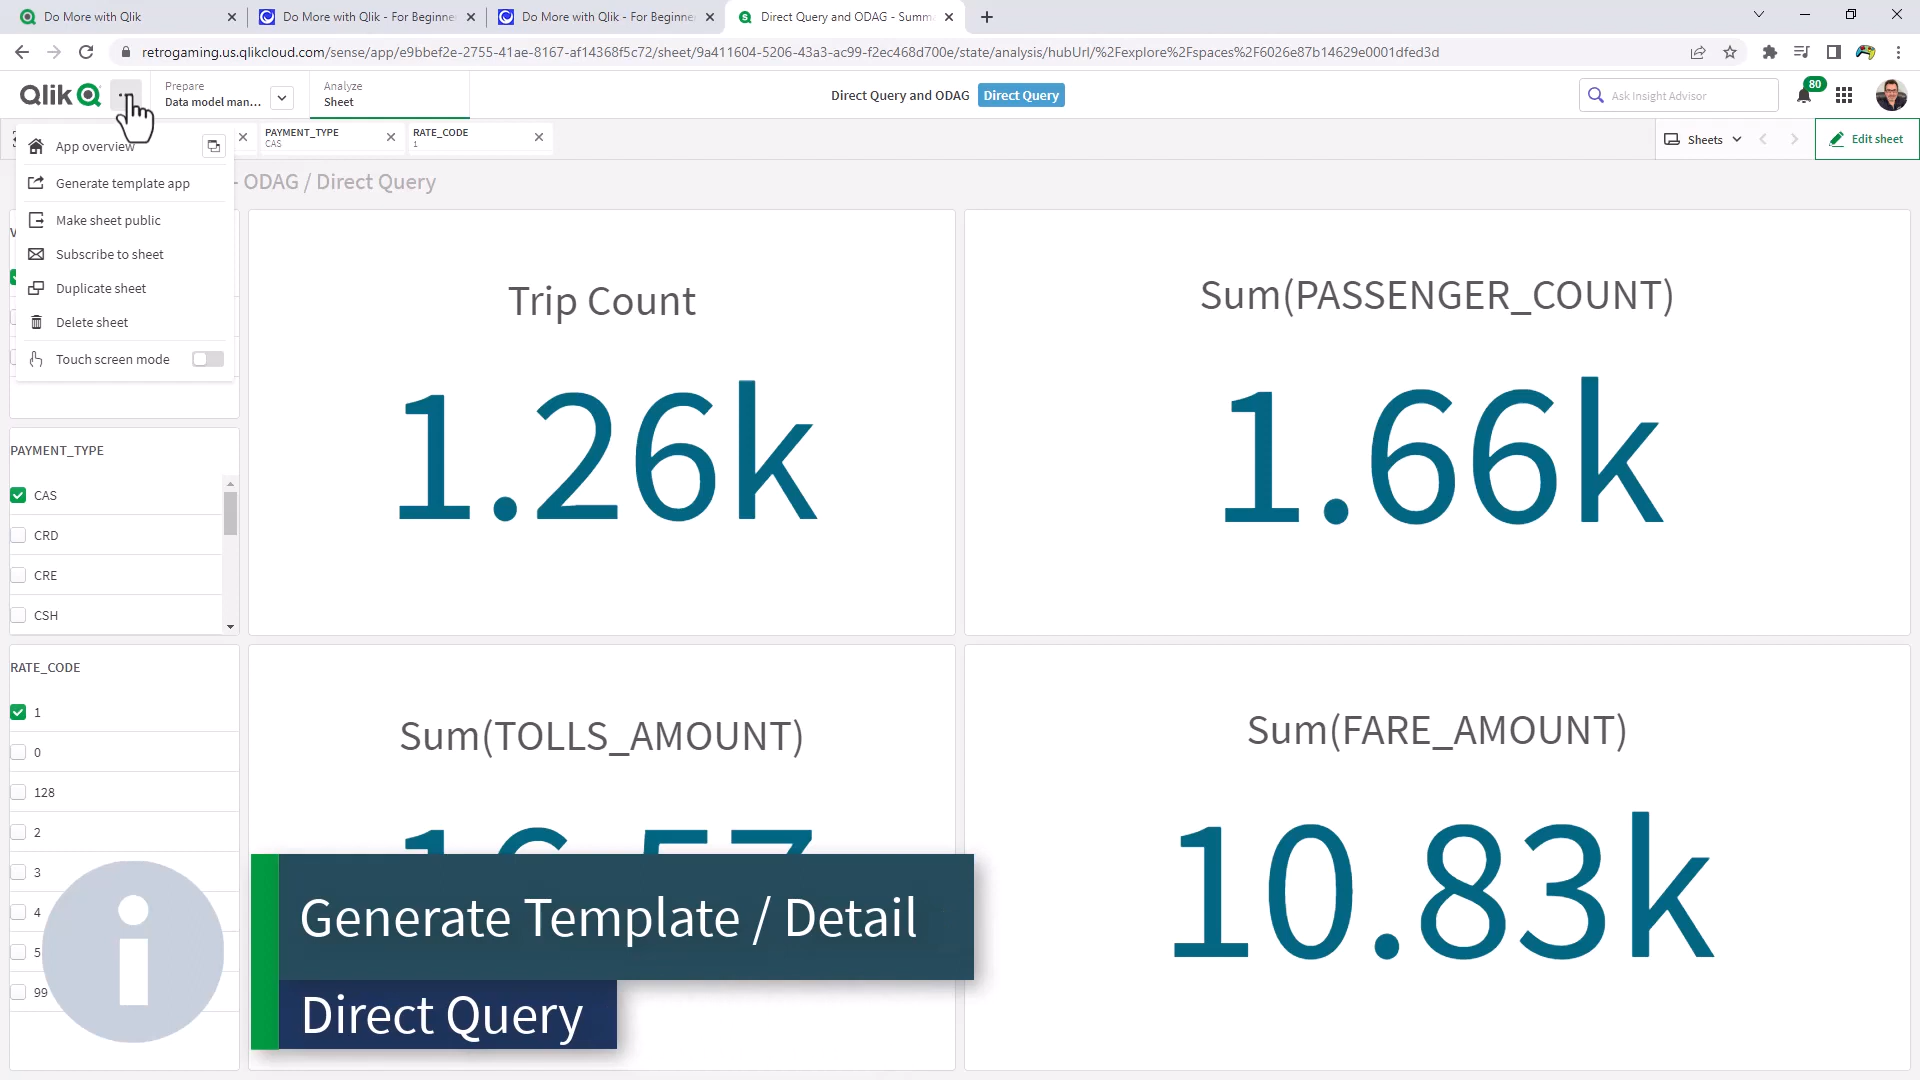 Do More with Qlik
Do More with Qlik - For Beginne
Do More with Qlik - For Beginne
Direct Query and ODAG - Summ
retrogaming.us.qlikcloud.com/sense/app/e9bbef2e-2755-41ae-8167-af14368f5c72/sheet/9a411604-5206-43a3-ac99-f2ec468d700e/state/analysis/hubUrl/%2Fexplore%2Fspaces%2F6026e87b14629e0001dfed3d
Qlik
Prepare
Data model man...
Analyze
Sheet
Direct Query and ODAG Direct Query
Ask Insight Advisor
80
PAYMENT_TYPE
CAS
RATE_CODE
1
Sheets
Edit sheet
App overview
Generate template app
Make sheet public
Subscribe to sheet
Duplicate sheet
Delete sheet
Touch screen mode
- ODAG / Direct Query
V
PAYMENT_TYPE
CAS
CRD
CRE
CSH
RATE_CODE
1
0
128
2
3
4
5
99
Trip Count
1.26k
Sum(PASSENGER_COUNT)
1.66k
Sum(TOLLS_AMOUNT)
16.57
Sum(FARE_AMOUNT)
10.83k
Generate Template / Detail
Direct Query